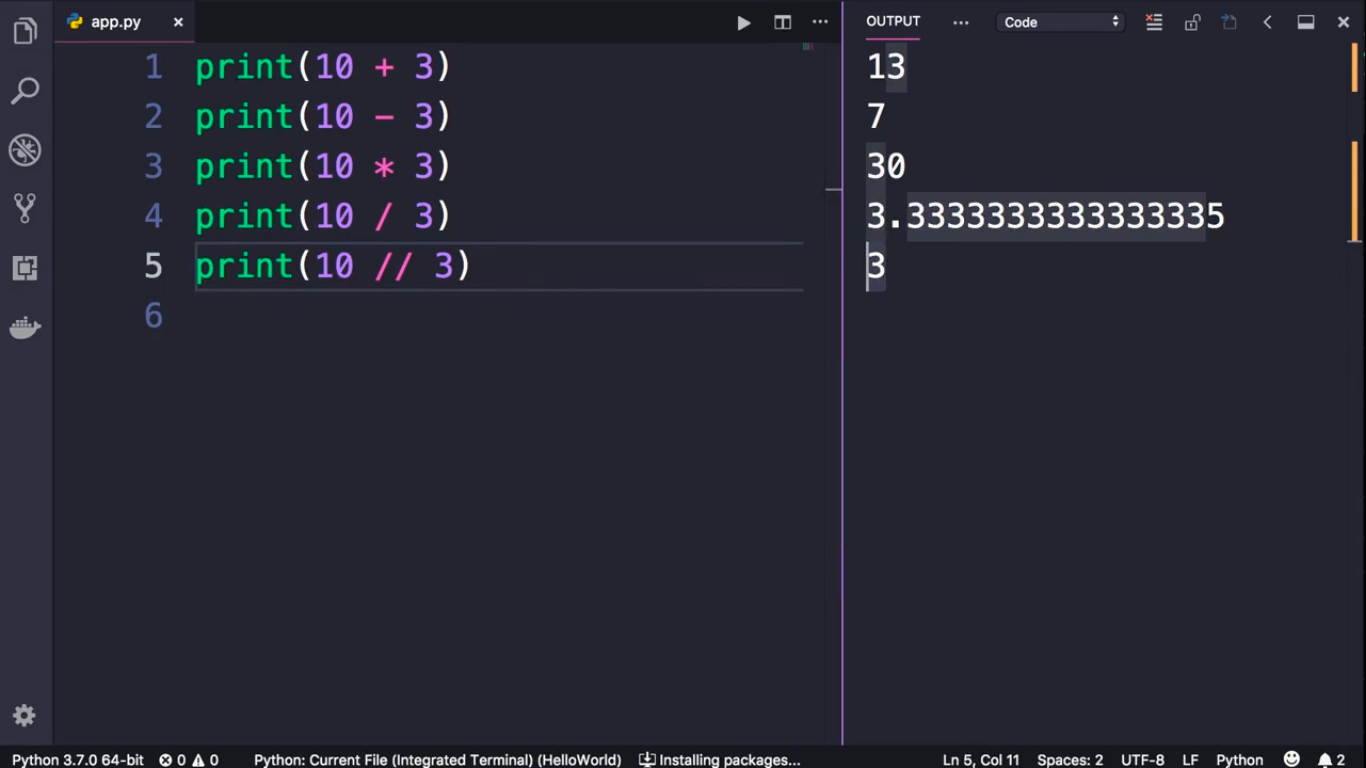 app.py
OUTPUT
Code
1 print(10 + 3)
2 print(10 - 3)
3 print(10 * 3)
4 print(10 / 3)
5 print(10 // 3)
6
13
7
30
3.3333333333333335
3
Python 3.7.0 64-bit 0 0 Python: Current File (Integrated Terminal) (HelloWorld) Installing packages... Ln 5, Col 11 Spaces: 2 UTF-8 LF Python 2